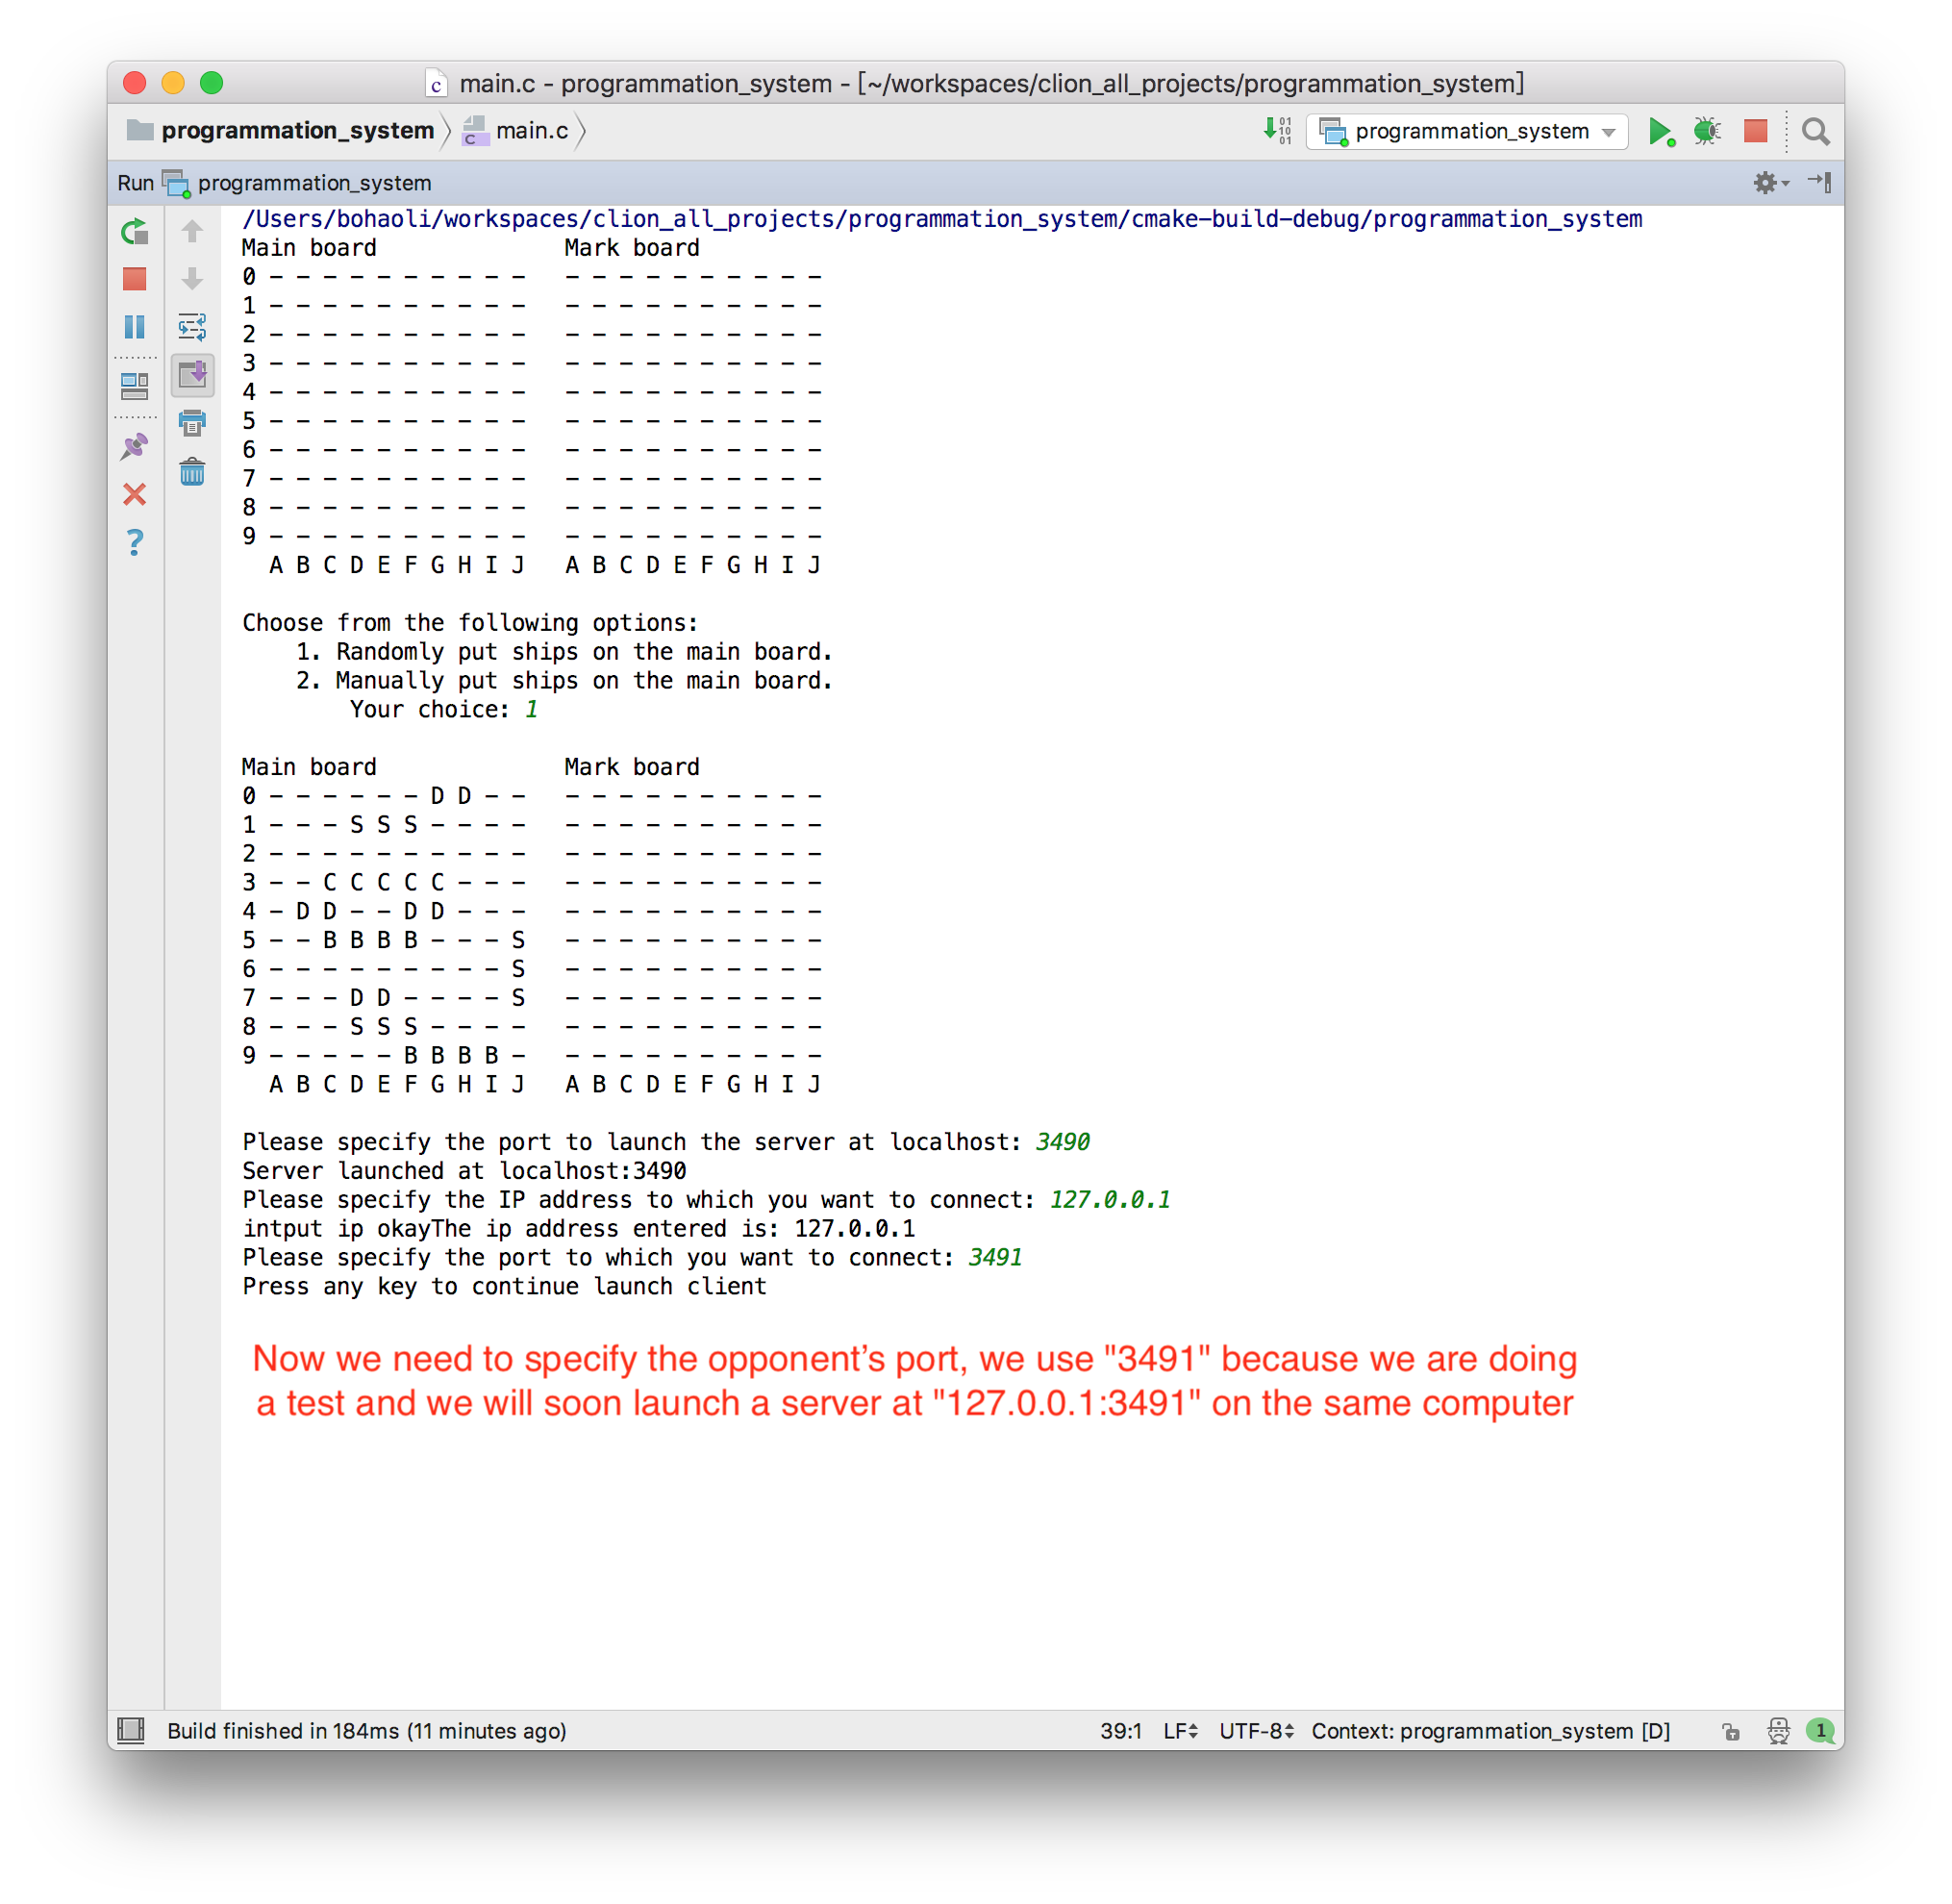 main.c - programmation_system - [~/workspaces/clion_all_projects/programmation_system]
programmation_system main.c programmation_system
Run programmation_system
/Users/bohaoli/workspaces/clion_all_projects/programmation_system/cmake-build-debug/programmation_system
Main board              Mark board
0 - - - - - - - - - -   - - - - - - - - - -
1 - - - - - - - - - -   - - - - - - - - - -
2 - - - - - - - - - -   - - - - - - - - - -
3 - - - - - - - - - -   - - - - - - - - - -
4 - - - - - - - - - -   - - - - - - - - - -
5 - - - - - - - - - -   - - - - - - - - - -
6 - - - - - - - - - -   - - - - - - - - - -
7 - - - - - - - - - -   - - - - - - - - - -
8 - - - - - - - - - -   - - - - - - - - - -
9 - - - - - - - - - -   - - - - - - - - - -
  A B C D E F G H I J   A B C D E F G H I J
Choose from the following options:
    1. Randomly put ships on the main board.
    2. Manually put ships on the main board.
        Your choice: 1
Main board              Mark board
0 - - - - - - D D - -   - - - - - - - - - -
1 - - - S S S - - - -   - - - - - - - - - -
2 - - - - - - - - - -   - - - - - - - - - -
3 - - C C C C C - - -   - - - - - - - - - -
4 - D D - - D D - - -   - - - - - - - - - -
5 - - B B B B - - - S   - - - - - - - - - -
6 - - - - - - - - - S   - - - - - - - - - -
7 - - - D D - - - - S   - - - - - - - - - -
8 - - - S S S - - - -   - - - - - - - - - -
9 - - - - - B B B B -   - - - - - - - - - -
  A B C D E F G H I J   A B C D E F G H I J
Please specify the port to launch the server at localhost: 3490
Server launched at localhost:3490
Please specify the IP address to which you want to connect: 127.0.0.1
intput ip okayThe ip address entered is: 127.0.0.1
Please specify the port to which you want to connect: 3491
Press any key to continue launch client
Now we need to specify the opponent’s port, we use "3491" because we are doing
a test and we will soon launch a server at "127.0.0.1:3491" on the same computer
Build finished in 184ms (11 minutes ago) 39:1 LF UTF-8 Context: programmation_system [D] 1